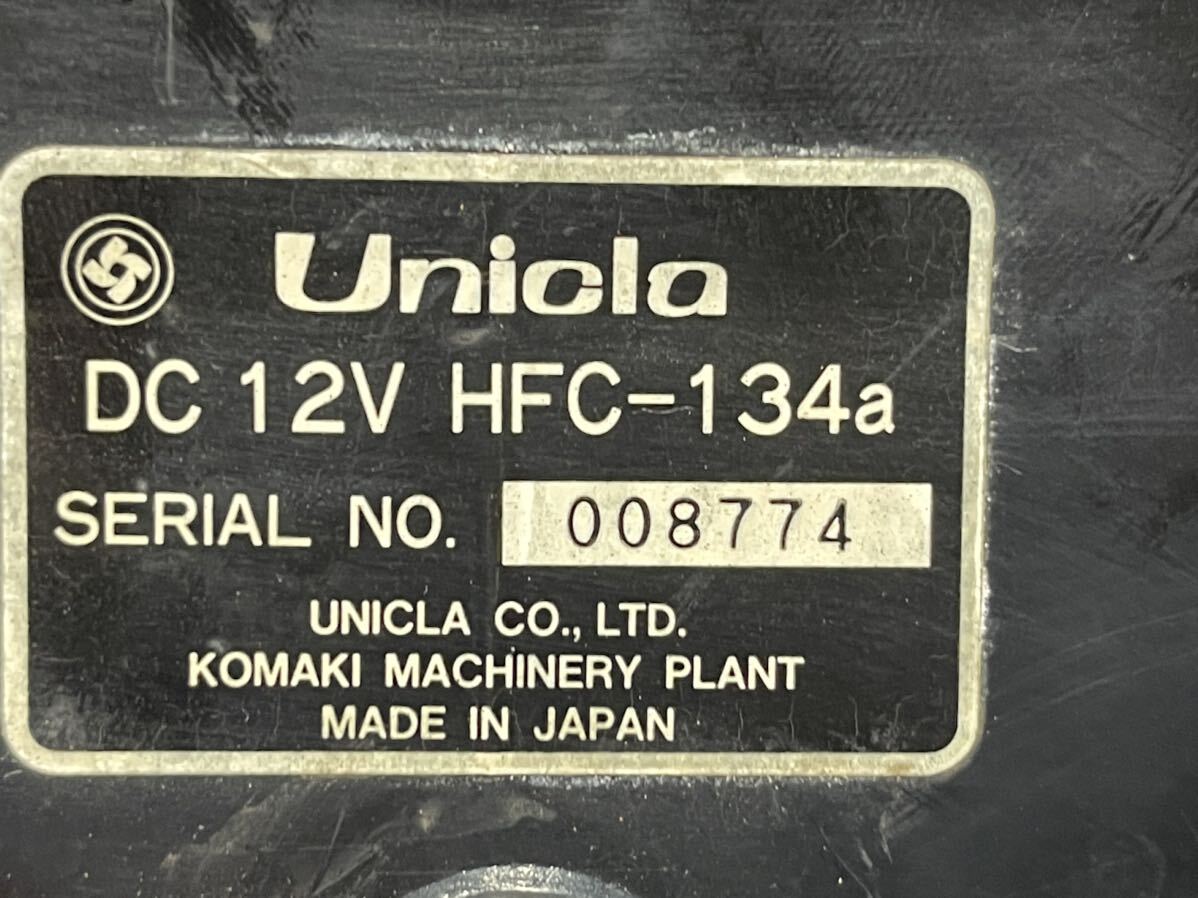 Unicla
DC 12V HFC-134a
SERIAL NO. 008774
UNICLA CO., LTD.
KOMAKI MACHINERY PLANT
MADE IN JAPAN